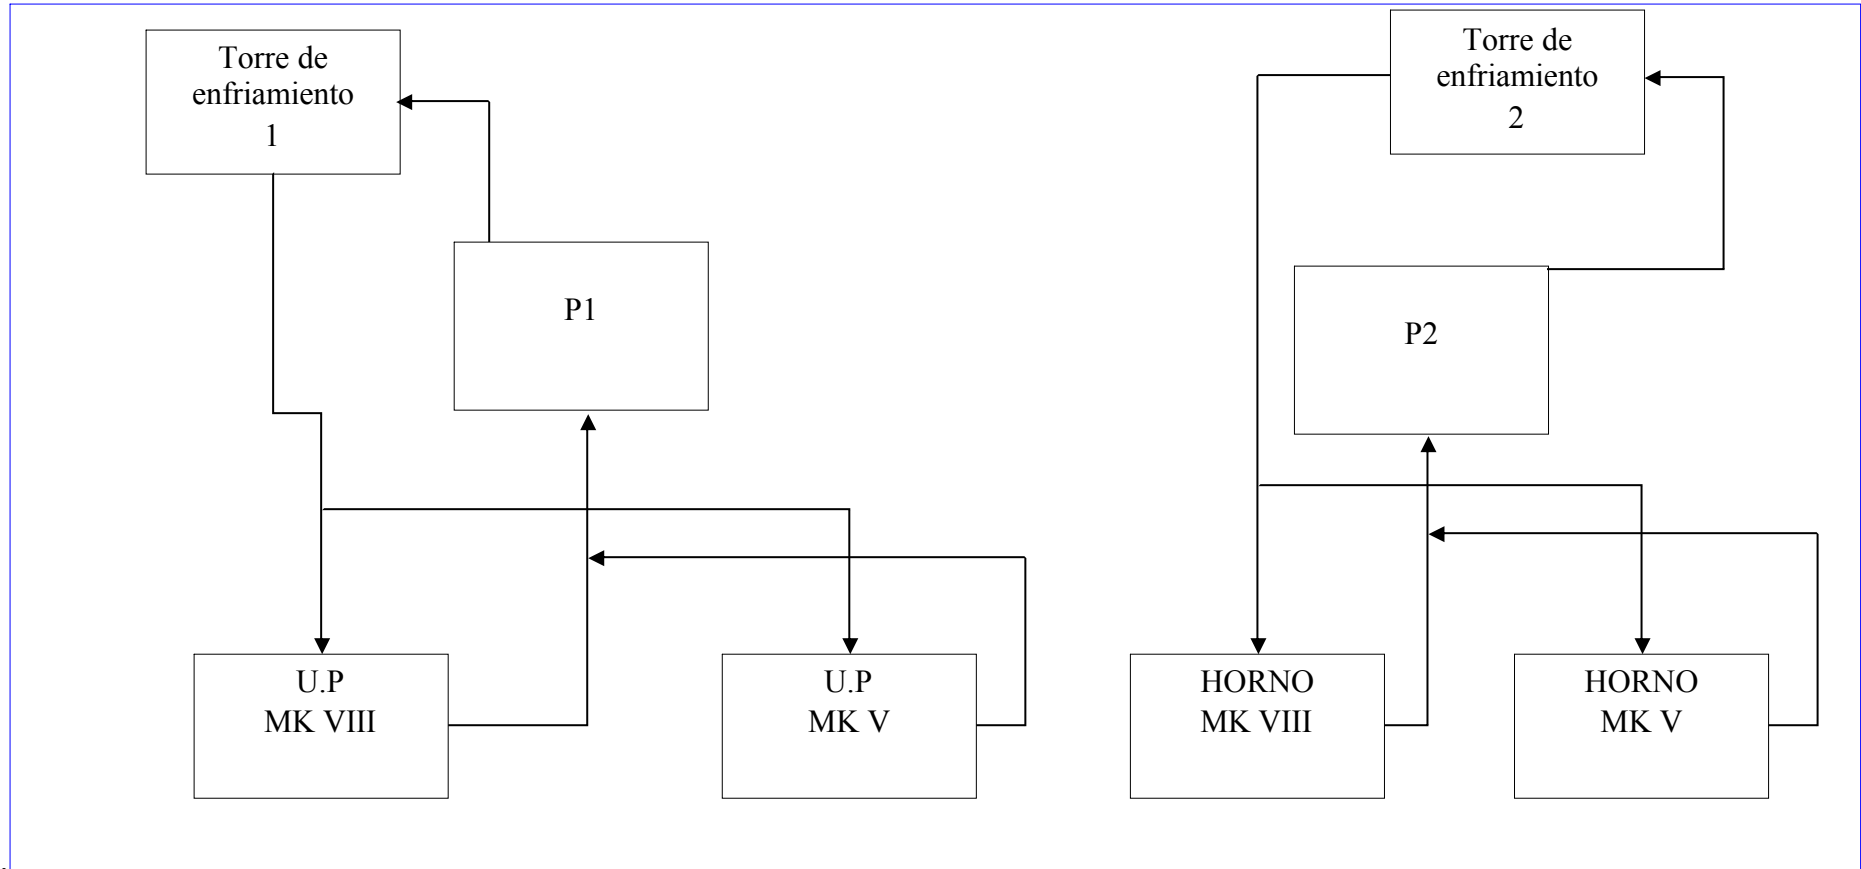 Torre de
enfriamiento
1
Torre de
enfriamiento
2
P1
P2
U.P
MK VIII
U.P
MK V
HORNO
MK VIII
HORNO
MK V